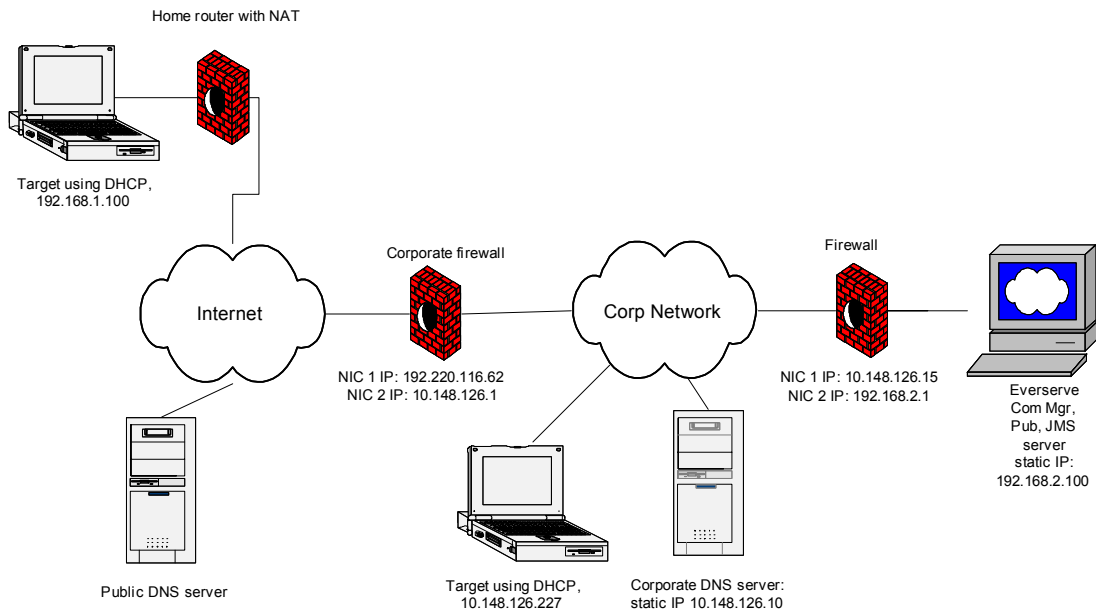 Home router with NAT
Target using DHCP,
192.168.1.100
Internet
Corporate firewall
NIC 1 IP: 192.220.116.62
NIC 2 IP: 10.148.126.1
Corp Network
Firewall
NIC 1 IP: 10.148.126.15
NIC 2 IP: 192.168.2.1
Everserve
Com Mgr,
Pub, JMS
server
static IP:
192.168.2.100
Public DNS server
Target using DHCP,
10.148.126.227
Corporate DNS server:
static IP 10.148.126.10